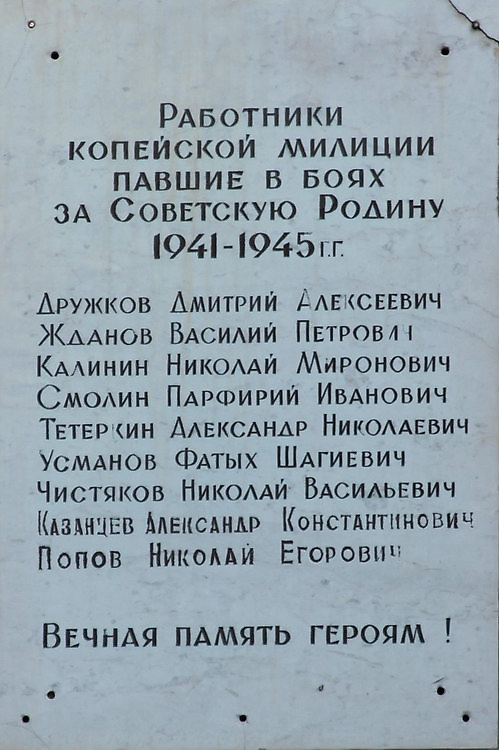 Работники
копейской милиции
павшие в боях
за Советскую Родину
1941-1945 г.г.
Дружков Дмитрий Алексеевич
Жданов Василий Петрович
Калинин Николай Миронович
Смолин Парфирий Иванович
Тетеркин Александр Николаевич
Усманов Фатых Шагиевич
Чистяков Николай Васильевич
Казанцев Александр Константинович
Попов Николай Егорович
Вечная память героям !